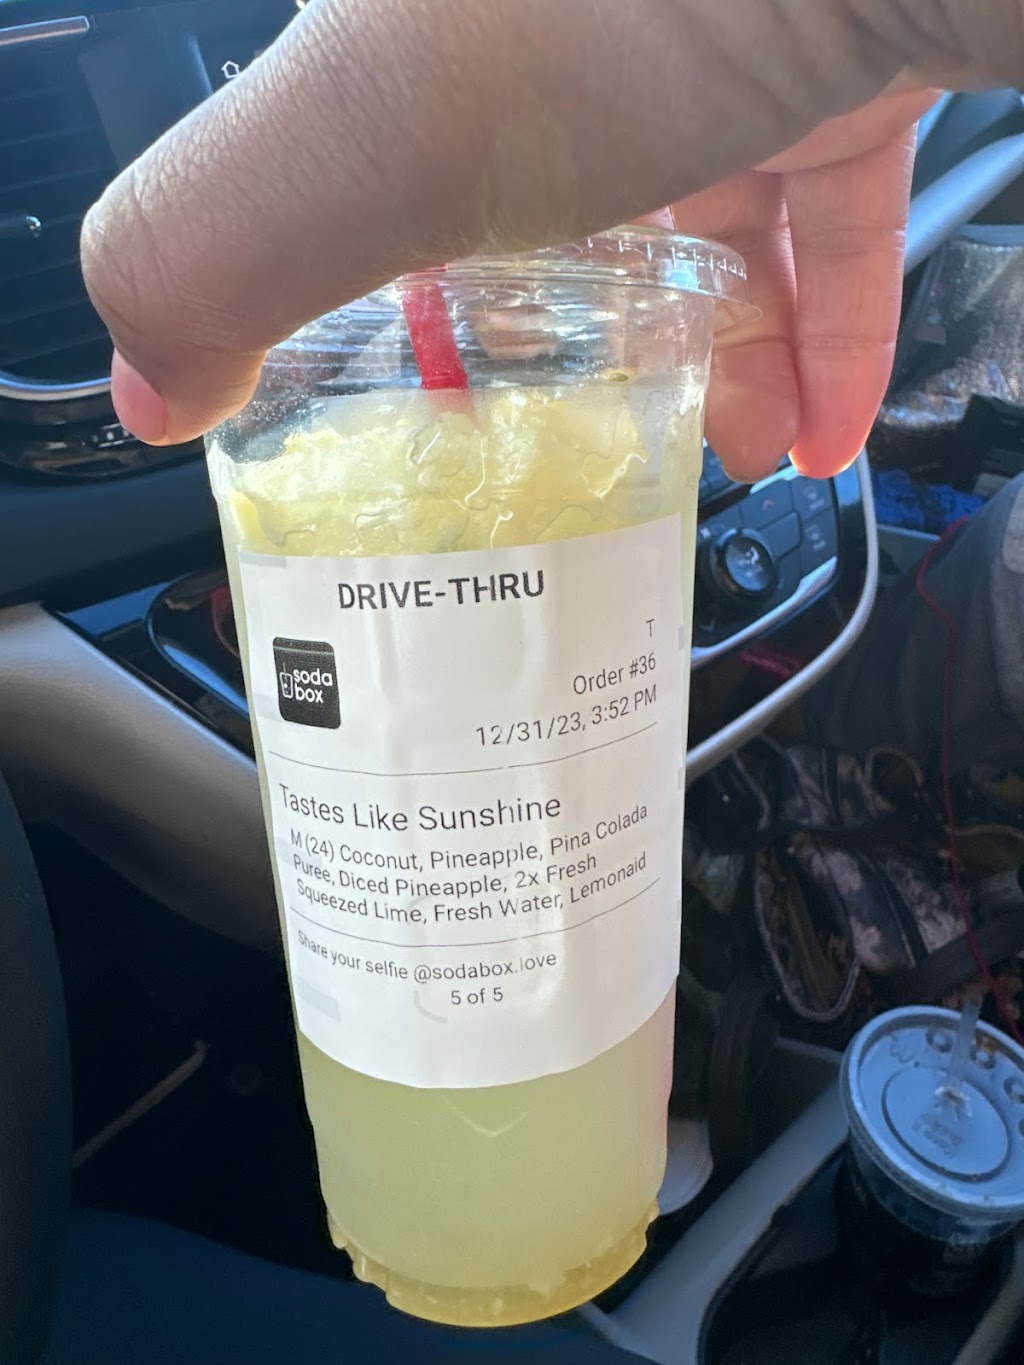 DRIVE-THRU
soda
box
T
Order #36
12/31/23, 3:52 PM
Tastes Like Sunshine
M (24) Coconut, Pineapple, Pina Colada
Puree, Diced Pineapple, 2x Fresh
Squeezed Lime, Fresh Water, Lemonaid
Share your selfie @sodabox.love
5 of 5